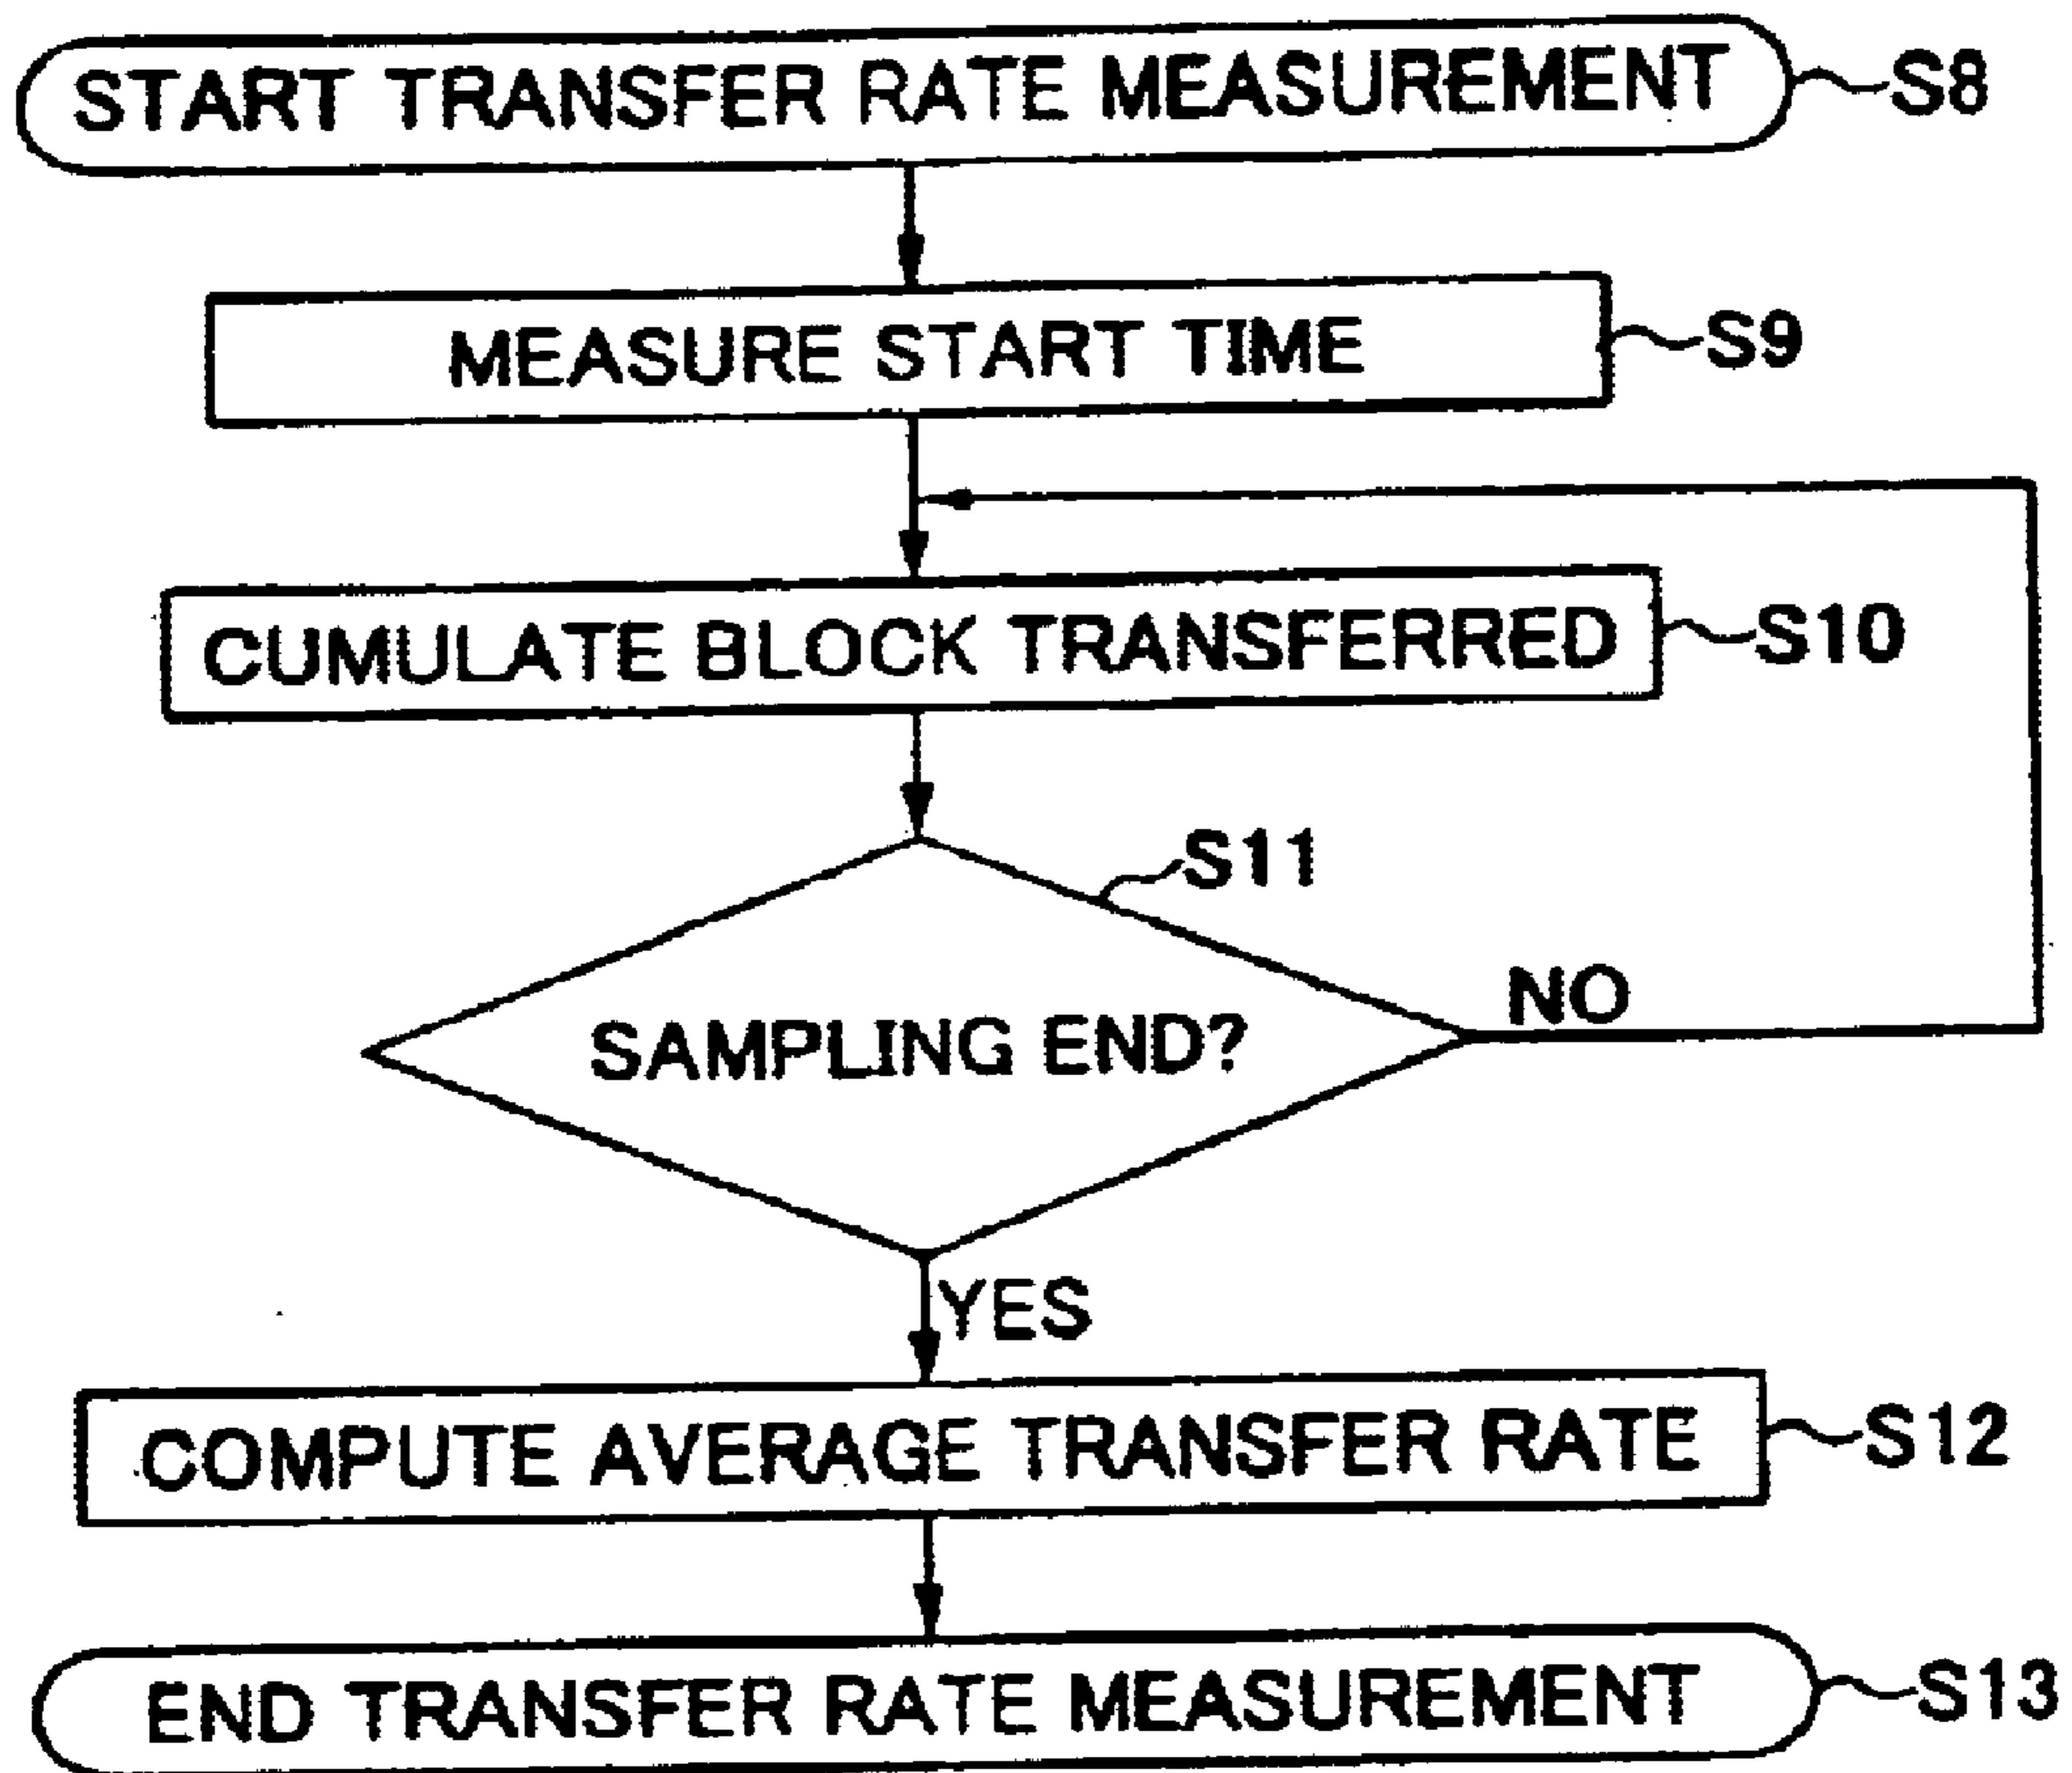 START TRANSFER RATE MEASUREMENT S8
MEASURE START TIME S9
CUMULATE BLOCK TRANSFERRED S10
S11
SAMPLING END?
NO
YES
COMPUTE AVERAGE TRANSFER RATE S12
END TRANSFER RATE MEASUREMENT S13